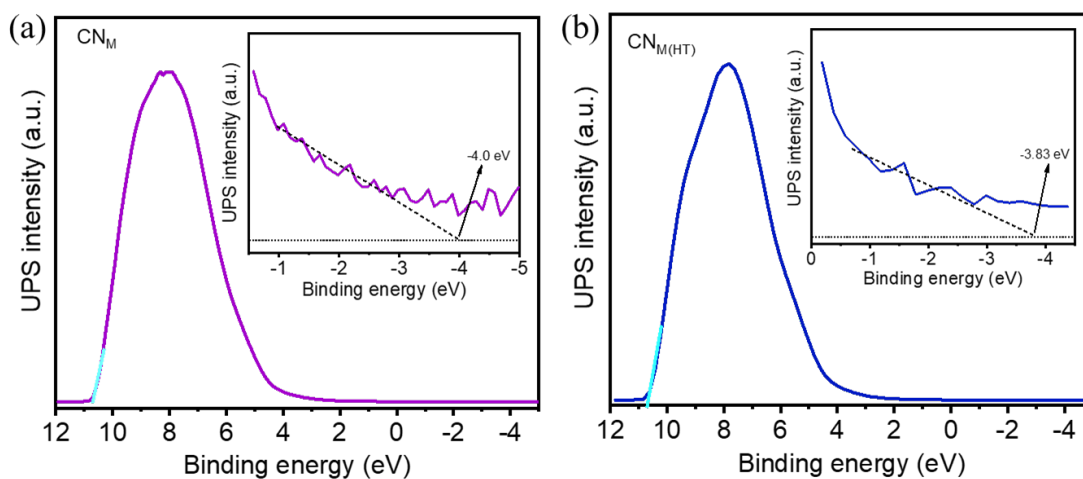 (a)
CN_M
UPS intensity (a.u.)
-4.0 eV
-1 -2 -3 -4 -5
Binding energy (eV)
UPS intensity (a.u.)
12 10 8 6 4 2 0 -2 -4
Binding energy (eV)
(b)
CN_M(HT)
UPS intensity (a.u.)
-3.83 eV
0 -1 -2 -3 -4
Binding energy (eV)
UPS intensity (a.u.)
12 10 8 6 4 2 0 -2 -4
Binding energy (eV)